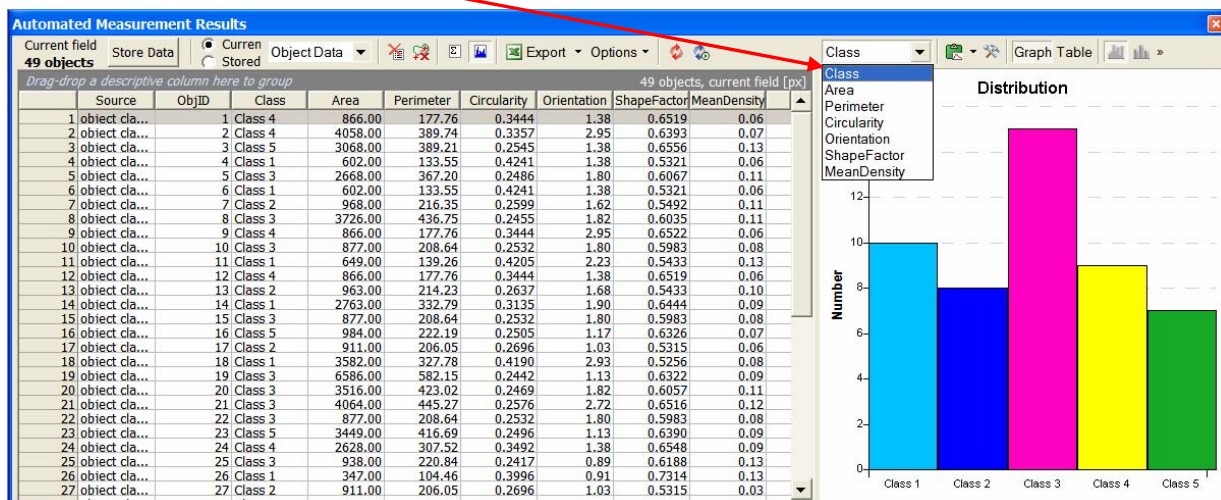 Automated Measurement Results
Current field
49 objects
Store Data
Curren
Stored
Object Data
Σ
Export
Options
Class
Graph
Table
»
Drag-drop a descriptive column here to group
49 objects, current field [px]
Source ObjID Class Area Perimeter Circularity Orientation ShapeFactor MeanDensity
1 object cla... 1 Class 4 866.00 177.76 0.3444 1.38 0.6519 0.06
2 object cla... 2 Class 4 4058.00 389.74 0.3357 2.95 0.6393 0.07
3 object cla... 3 Class 5 3068.00 389.21 0.2545 1.38 0.6556 0.13
4 object cla... 4 Class 1 602.00 133.55 0.4241 1.38 0.5321 0.06
5 object cla... 5 Class 3 2668.00 367.20 0.2486 1.80 0.6067 0.11
6 object cla... 6 Class 1 602.00 133.55 0.4241 1.38 0.5321 0.06
7 object cla... 7 Class 2 968.00 216.35 0.2599 1.62 0.5492 0.11
8 object cla... 8 Class 3 3726.00 436.75 0.2455 1.82 0.6035 0.11
9 object cla... 9 Class 4 866.00 177.76 0.3444 2.95 0.6522 0.06
10 object cla... 10 Class 3 877.00 208.64 0.2532 1.80 0.5983 0.08
11 object cla... 11 Class 1 649.00 139.26 0.4205 2.23 0.5433 0.13
12 object cla... 12 Class 4 866.00 177.76 0.3444 1.38 0.6519 0.06
13 object cla... 13 Class 2 963.00 214.23 0.2637 1.68 0.5433 0.10
14 object cla... 14 Class 1 2763.00 332.79 0.3135 1.90 0.6444 0.09
15 object cla... 15 Class 3 877.00 208.64 0.2532 1.80 0.5983 0.08
16 object cla... 16 Class 5 984.00 222.19 0.2505 1.17 0.6326 0.07
17 object cla... 17 Class 2 911.00 206.05 0.2696 1.03 0.5315 0.06
18 object cla... 18 Class 1 3582.00 327.78 0.4190 2.93 0.5256 0.08
19 object cla... 19 Class 3 6586.00 582.15 0.2442 1.13 0.6322 0.09
20 object cla... 20 Class 3 3516.00 423.02 0.2469 1.82 0.6057 0.11
21 object cla... 21 Class 3 4064.00 445.27 0.2576 2.72 0.6516 0.12
22 object cla... 22 Class 3 877.00 208.64 0.2532 1.80 0.5983 0.08
23 object cla... 23 Class 5 3449.00 416.69 0.2496 1.13 0.6390 0.09
24 object cla... 24 Class 4 2628.00 307.52 0.3492 1.38 0.6548 0.09
25 object cla... 25 Class 3 938.00 220.84 0.2417 0.89 0.6188 0.13
26 object cla... 26 Class 1 347.00 104.46 0.3996 0.91 0.7314 0.13
27 object cla... 27 Class 2 911.00 206.05 0.2696 1.03 0.5315 0.03
Class
Area
Perimeter
Circularity
Orientation
ShapeFactor
MeanDensity
Distribution
Number
12
10
8
6
4
2
0
Class 1 Class 2 Class 3 Class 4 Class 5